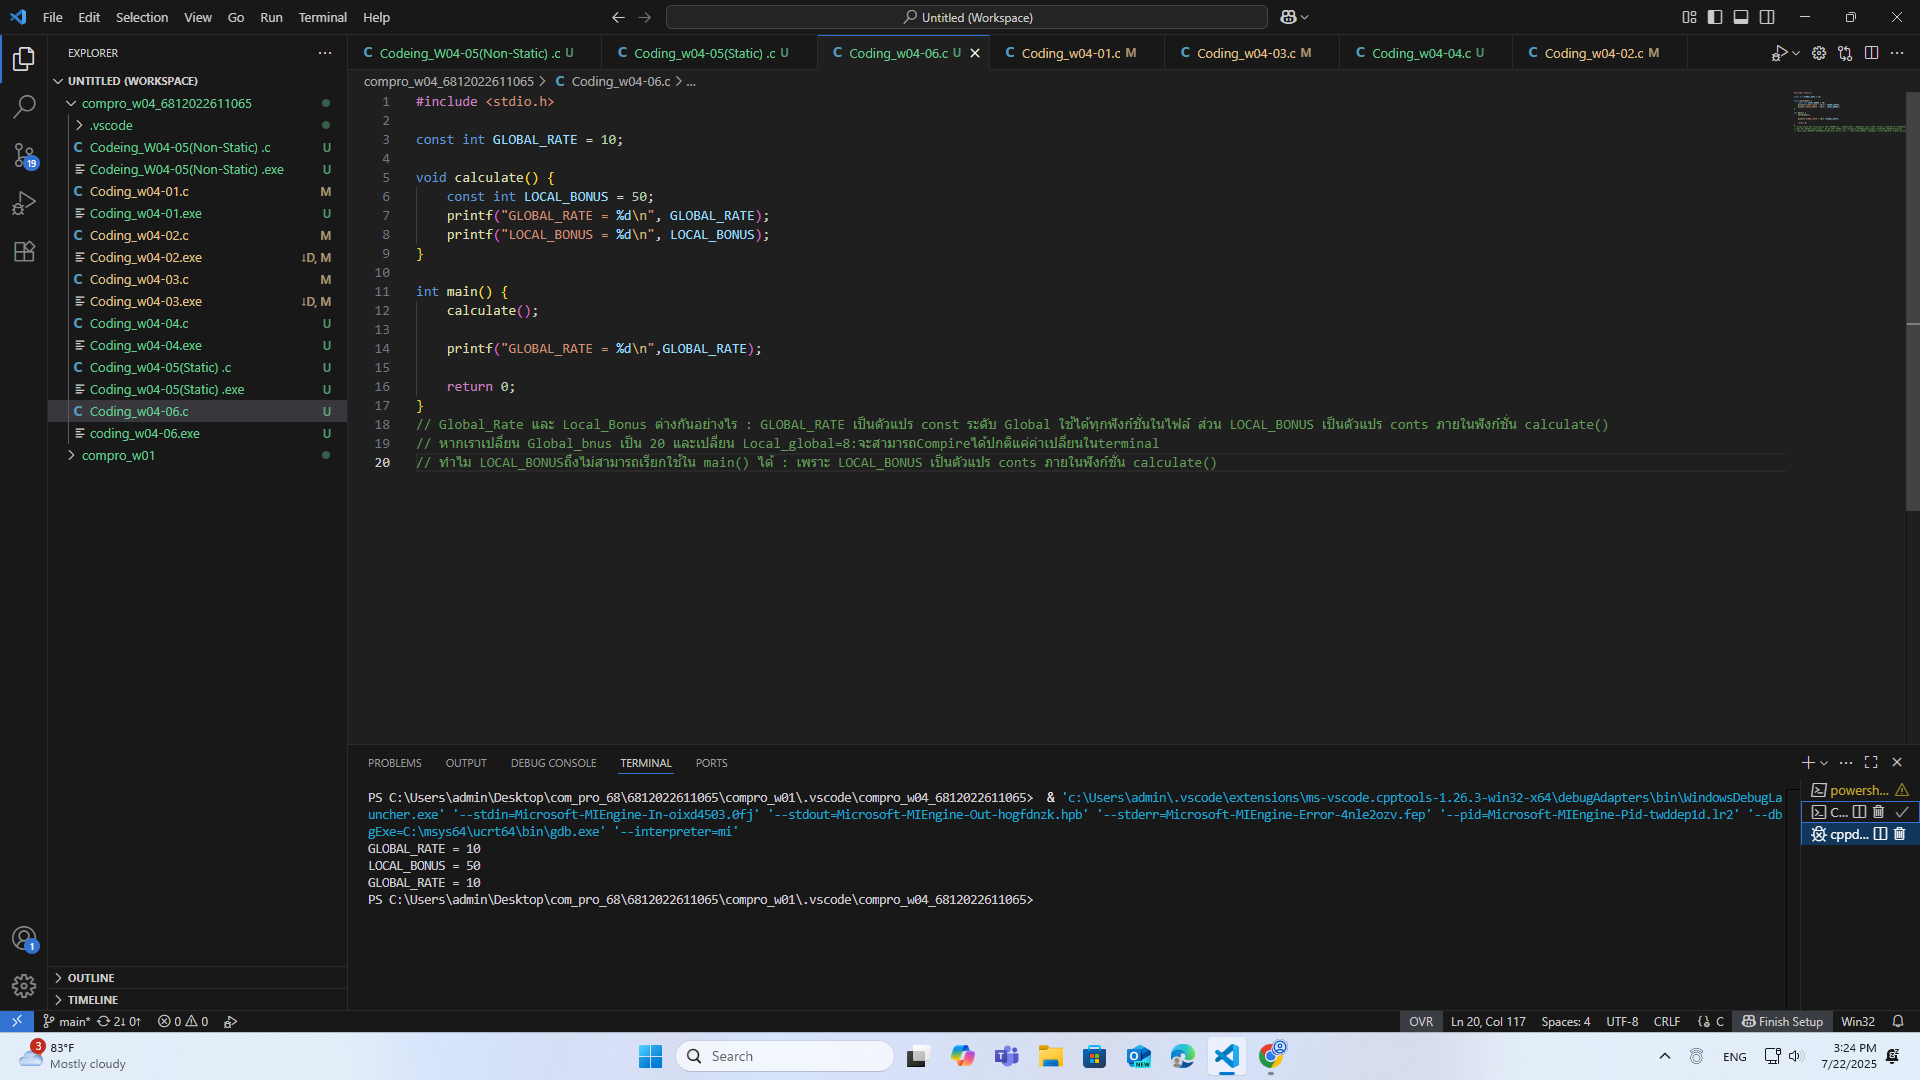 File Edit Selection View Go Run Terminal Help
Untitled (Workspace)
EXPLORER
Codeing_W04-05(Non-Static) .c U
Coding_w04-05(Static) .c U
Coding_w04-06.c U
Coding_w04-01.c M
Coding_w04-03.c M
Coding_w04-04.c U
Coding_w04-02.c M
UNTITLED (WORKSPACE)
compro_w04_6812022611065
.vscode
Codeing_W04-05(Non-Static) .c U
Codeing_W04-05(Non-Static) .exe U
Coding_w04-01.c M
Coding_w04-01.exe U
Coding_w04-02.c M
Coding_w04-02.exe ↓D, M
Coding_w04-03.c M
Coding_w04-03.exe ↓D, M
Coding_w04-04.c U
Coding_w04-04.exe U
Coding_w04-05(Static) .c U
Coding_w04-05(Static) .exe U
Coding_w04-06.c U
coding_w04-06.exe U
compro_w01
19
1
OUTLINE
TIMELINE
compro_w04_6812022611065 > C Coding_w04-06.c > ...
1 #include <stdio.h>
2
3 const int GLOBAL_RATE = 10;
4
5 void calculate() {
6 const int LOCAL_BONUS = 50;
7 printf("GLOBAL_RATE = %d\n", GLOBAL_RATE);
8 printf("LOCAL_BONUS = %d\n", LOCAL_BONUS);
9 }
10
11 int main() {
12 calculate();
13
14 printf("GLOBAL_RATE = %d\n",GLOBAL_RATE);
15
16 return 0;
17 }
18 // Global_Rate และ Local_Bonus ต่างกันอย่างไร : GLOBAL_RATE เป็นตัวแปร const ระดับ Global ใช้ได้ทุกฟังก์ชั่นในไฟล์ ส่วน LOCAL_BONUS เป็นตัวแปร conts ภายในฟังก์ชั่น calculate()
19 // หากเราเปลี่ยน Global_bnus เป็น 20 และเปลี่ยน Local_global=8:จะสามารถCompireได้ปกติแค่ค่าเปลี่ยนในterminal
20 // ทำไม LOCAL_BONUSถึงไม่สามารถเรียกใช้ใน main() ได้ : เพราะ LOCAL_BONUS เป็นตัวแปร conts ภายในฟังก์ชั่น calculate()
PROBLEMS OUTPUT DEBUG CONSOLE TERMINAL PORTS
PS C:\Users\admin\Desktop\com_pro_68\6812022611065\compro_w01\.vscode\compro_w04_6812022611065> & 'c:\Users\admin\.vscode\extensions\ms-vscode.cpptools-1.26.3-win32-x64\debugAdapters\bin\WindowsDebugLa
uncher.exe' '--stdin=Microsoft-MIEngine-In-oixd4503.0fj' '--stdout=Microsoft-MIEngine-Out-hogfdnzk.hpb' '--stderr=Microsoft-MIEngine-Error-4nle2ozv.fep' '--pid=Microsoft-MIEngine-Pid-twddep1d.lr2' '--db
gExe=C:\msys64\ucrt64\bin\gdb.exe' '--interpreter=mi'
GLOBAL_RATE = 10
LOCAL_BONUS = 50
GLOBAL_RATE = 10
PS C:\Users\admin\Desktop\com_pro_68\6812022611065\compro_w01\.vscode\compro_w04_6812022611065>
powersh...
C...
cppd...
main* 2↓ 0↑ 0 0
OVR Ln 20, Col 117 Spaces: 4 UTF-8 CRLF {} C Finish Setup Win32
3 83°F
Mostly cloudy
Search
NEW
ENG
3:24 PM
7/22/2025